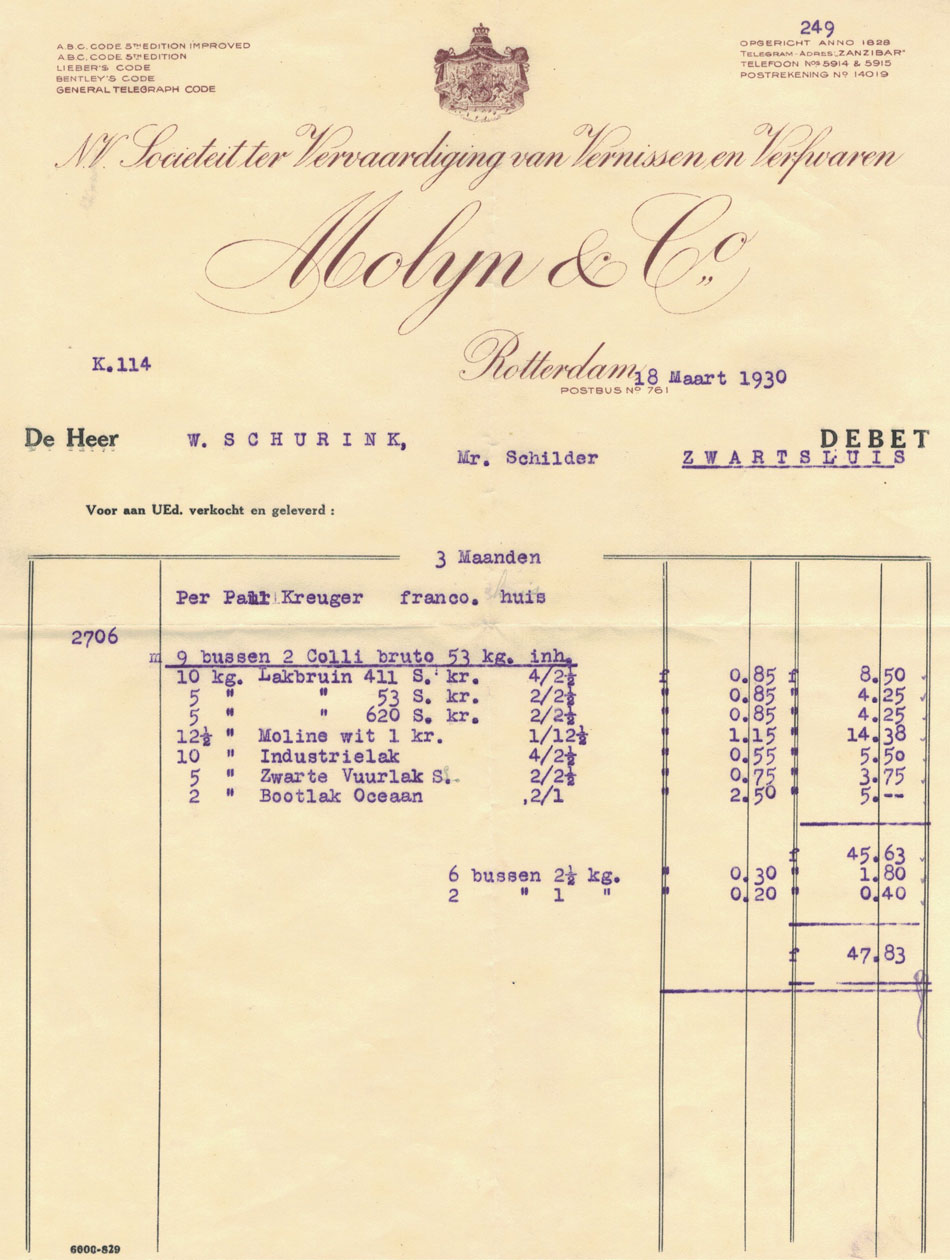 249
A.B.C. CODE 5TH EDITION IMPROVED
A.B.C. CODE 5TH EDITION
LIEBER'S CODE
BENTLEY'S CODE
GENERAL TELEGRAPH CODE
OPGERICHT ANNO 1828
TELEGRAM-ADRES „ZANZIBAR"
TELEFOON Nos 5914 & 5915
POSTREKENING No 14019
N.V. Societeit ter Vervaardiging van Vernissen en Verfwaren
Molyn & Co.
K.114
Rotterdam, 18 Maart 1930
POSTBUS No 761
De Heer W. SCHURINK, DEBET
Mr. Schilder ZWARTSLUIS
Voor aan UEd. verkocht en geleverd :
3 Maanden
Per Kreuger franco. huis
2706
m 9 bussen 2 Colli bruto 53 kg. inh.
10 kg. Lakbruin 411 S. kr. 4/2½ f 0.85 f 8.50
5 " " 53 S. kr. 2/2½ " 0.85 " 4.25
5 " " 620 S. kr. 2/2½ " 0.85 " 4.25
12½ " Moline wit 1 kr. 1/12½ " 1.15 " 14.38
10 " Industrielak 4/2½ " 0.55 " 5.50
5 " Zwarte Vuurlak S. 2/2½ " 0.75 " 3.75
2 " Bootlak Oceaan 2/1 " 2.50 " 5.--
f 45.63
6 bussen 2½ kg. " 0.30 " 1.80
2 " 1 " " 0.20 " 0.40
f 47.83
6600-829